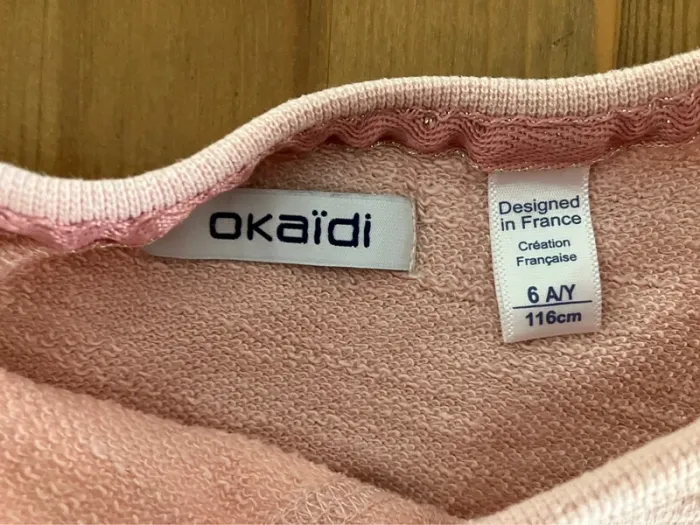 OKaïdi
Designed
in France
Création
Française
6 A/Y
116cm